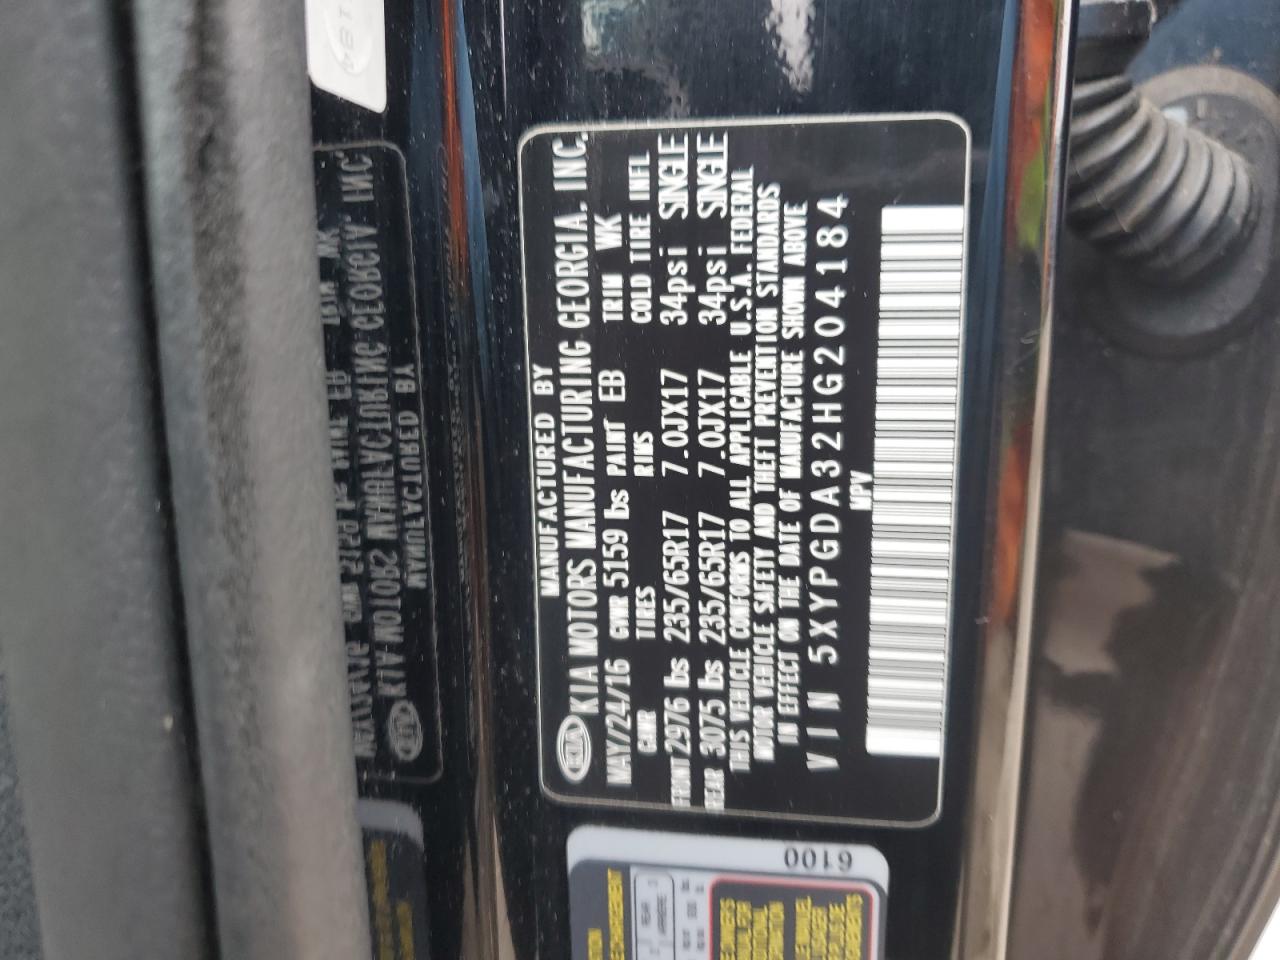 MANUFACTURED BY
KIA KIA MOTORS MANUFACTURING GEORGIA, INC.
MAY/24/16 GVWR 5159 lbs PAINT EB TRIM WK
GAWR TIRES RIMS COLD TIRE INFL
FRONT 2976 lbs 235/65R17 7.0JX17 34psi SINGLE
REAR 3075 lbs 235/65R17 7.0JX17 34psi SINGLE
THIS VEHICLE CONFORMS TO ALL APPLICABLE U.S.A. FEDERAL
MOTOR VEHICLE SAFETY AND THEFT PREVENTION STANDARDS
IN EFFECT ON THE DATE OF MANUFACTURE SHOWN ABOVE
VIN 5XYPGDA32HG204184
MPV
6100